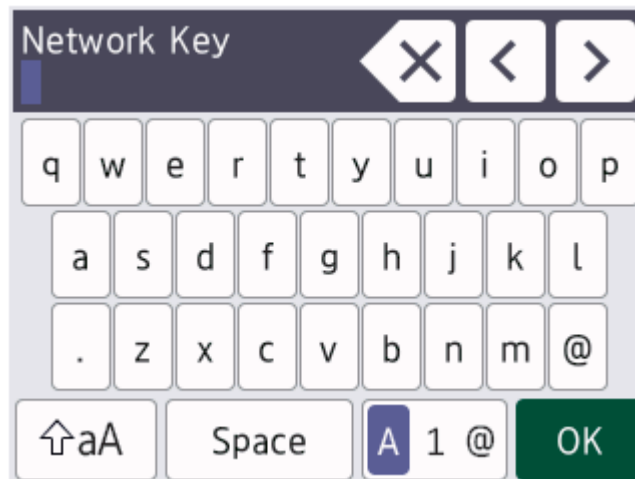 Network Key
q w e r t y u i o p
a s d f g h j k l
. z x c v b n m @
aA Space A 1 @ OK